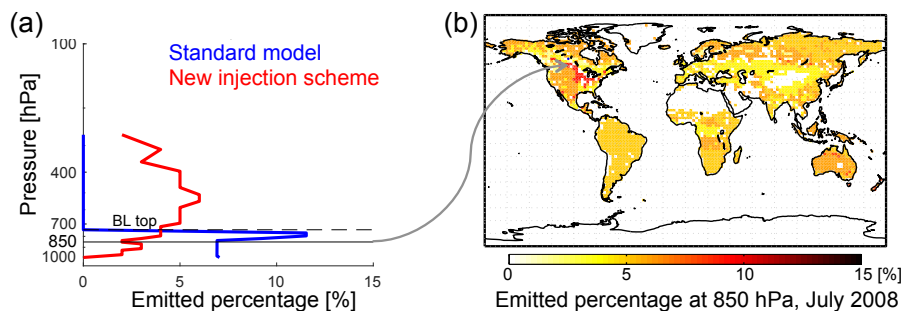 (a)
Standard model
New injection scheme
Pressure [hPa]
100
400
700
850
1000
BL top
0
5
10
15
Emitted percentage [%]
(b)
0
5
10
15 [%]
Emitted percentage at 850 hPa, July 2008